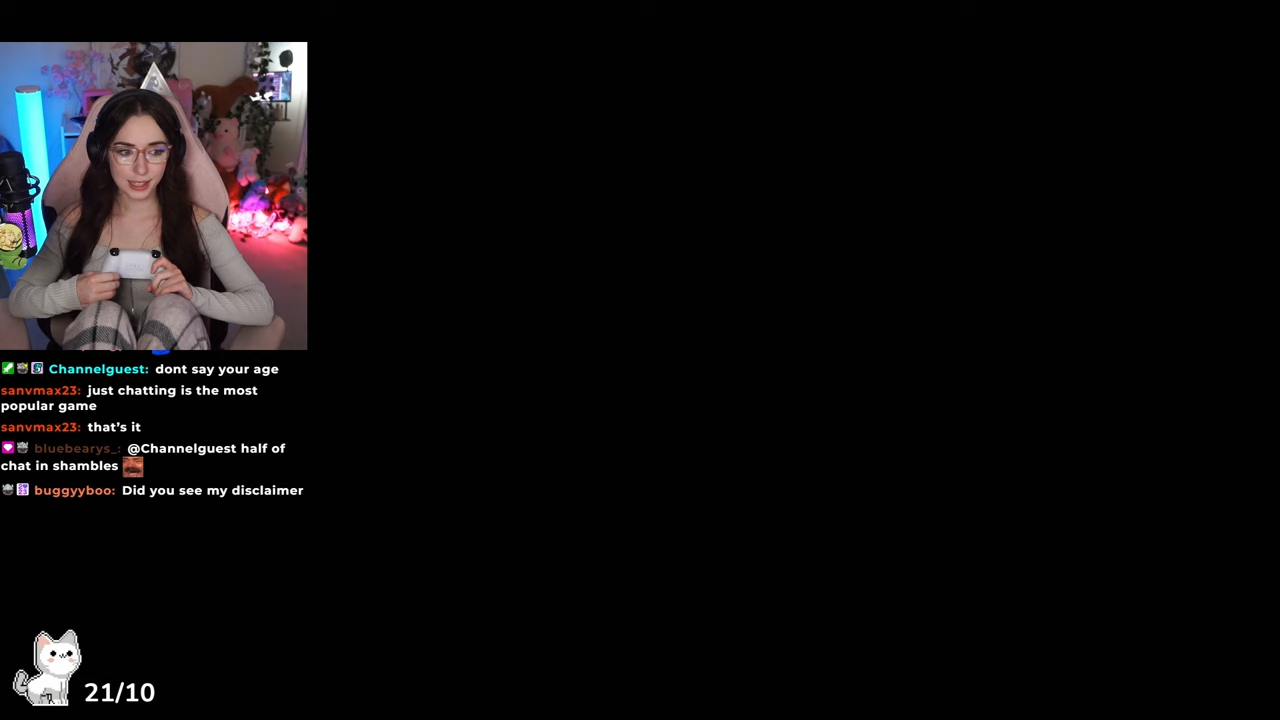 Channelguest: dont say your age
sanvmax23: just chatting is the most
popular game
sanvmax23: that’s it
bluebearys_: @Channelguest half of
chat in shambles
buggyyboo: Did you see my disclaimer
21/10